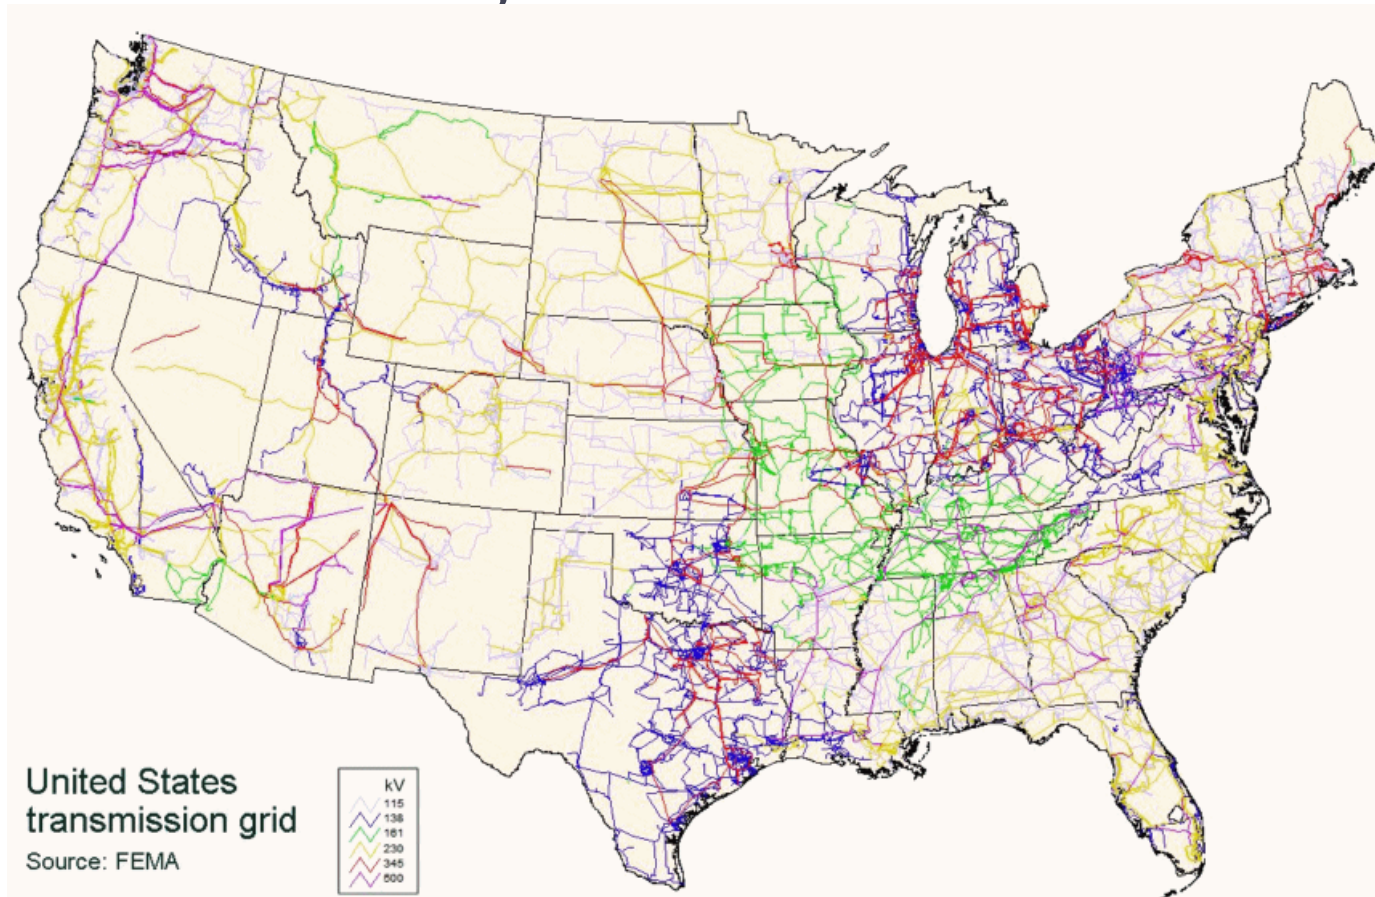 United States
transmission grid
Source: FEMA
kV
115
138
161
230
345
500